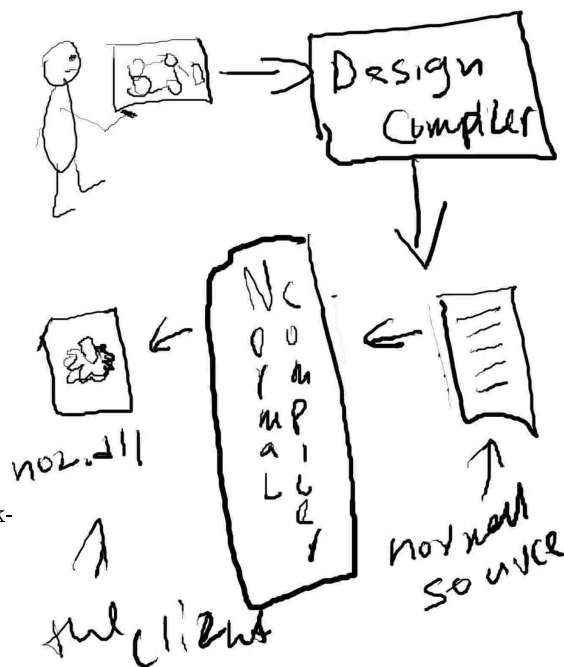 Design
Compiler
Normal
Compiler
noz.dll
k-
normal
source
the client